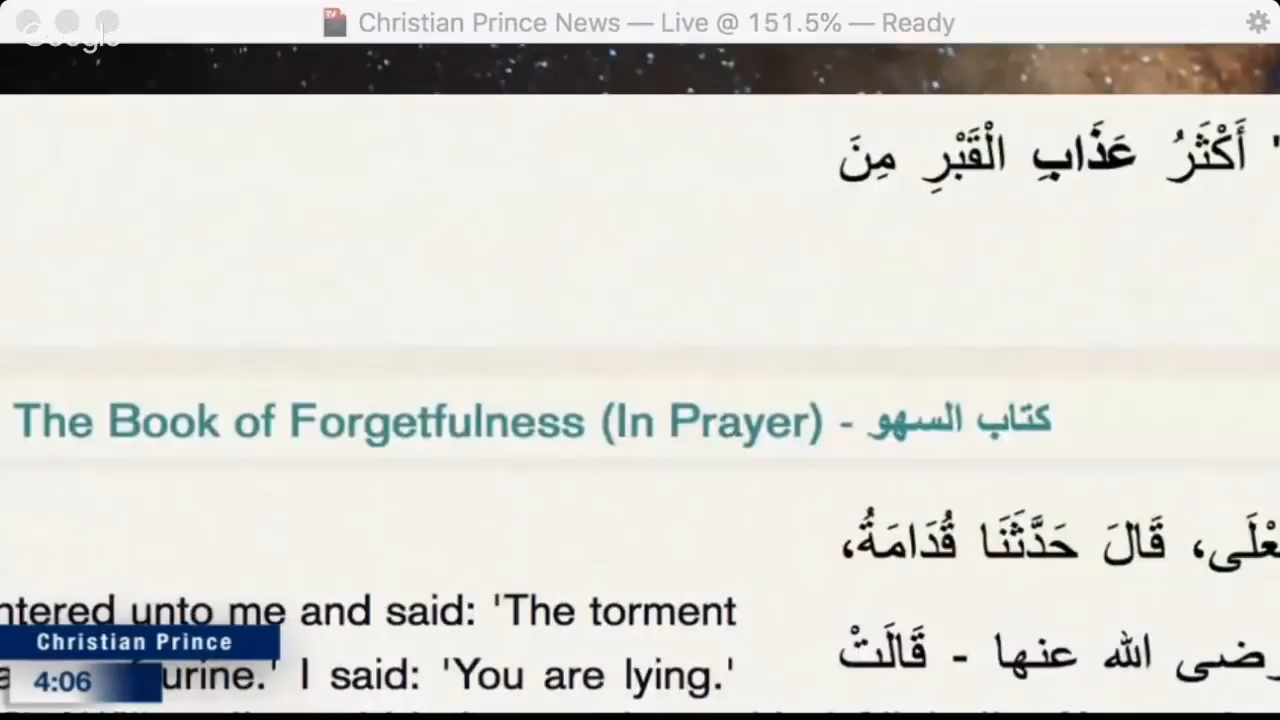 Christian Prince News — Live @ 151.5% — Ready
Google
" أَكْثَرُ عَذَابِ الْقَبْرِ مِنَ
The Book of Forgetfulness (In Prayer) - كتاب السهو
عْلَى، قَالَ حَدَّثَنَا قُدَامَةُ،
ntered unto me and said: 'The torment
Christian Prince
رضى الله عنها - قَالَتْ
4:06
urine.' I said: 'You are lying.'